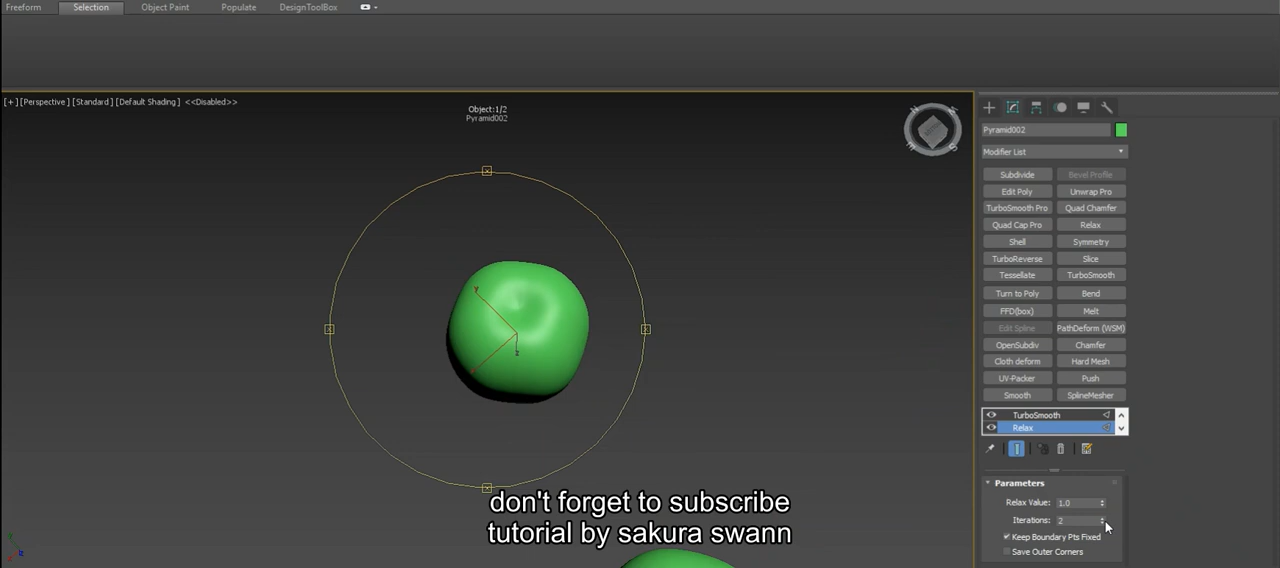 Freeform Selection Object Paint Populate DesignToolBox
[+] [Perspective ] [Standard ] [Default Shading ] <<Disabled>>
Object:1/2
Pyramid002
Pyramid002
Modifier List
Subdivide Bevel Profile
Edit Poly Unwrap Pro
TurboSmooth Pro Quad Chamfer
Quad Cap Pro Relax
Shell Symmetry
TurboReverse Slice
Tessellate TurboSmooth
Turn to Poly Bend
FFD(box) Melt
Edit Spline PathDeform (WSM)
OpenSubdiv Chamfer
Cloth deform Hard Mesh
UV-Packer Push
Smooth SplineMesher
TurboSmooth
Relax
Parameters
Relax Value: 1.0
Iterations: 2
Keep Boundary Pts Fixed
Save Outer Corners
y
z
don't forget to subscribe
tutorial by sakura swann